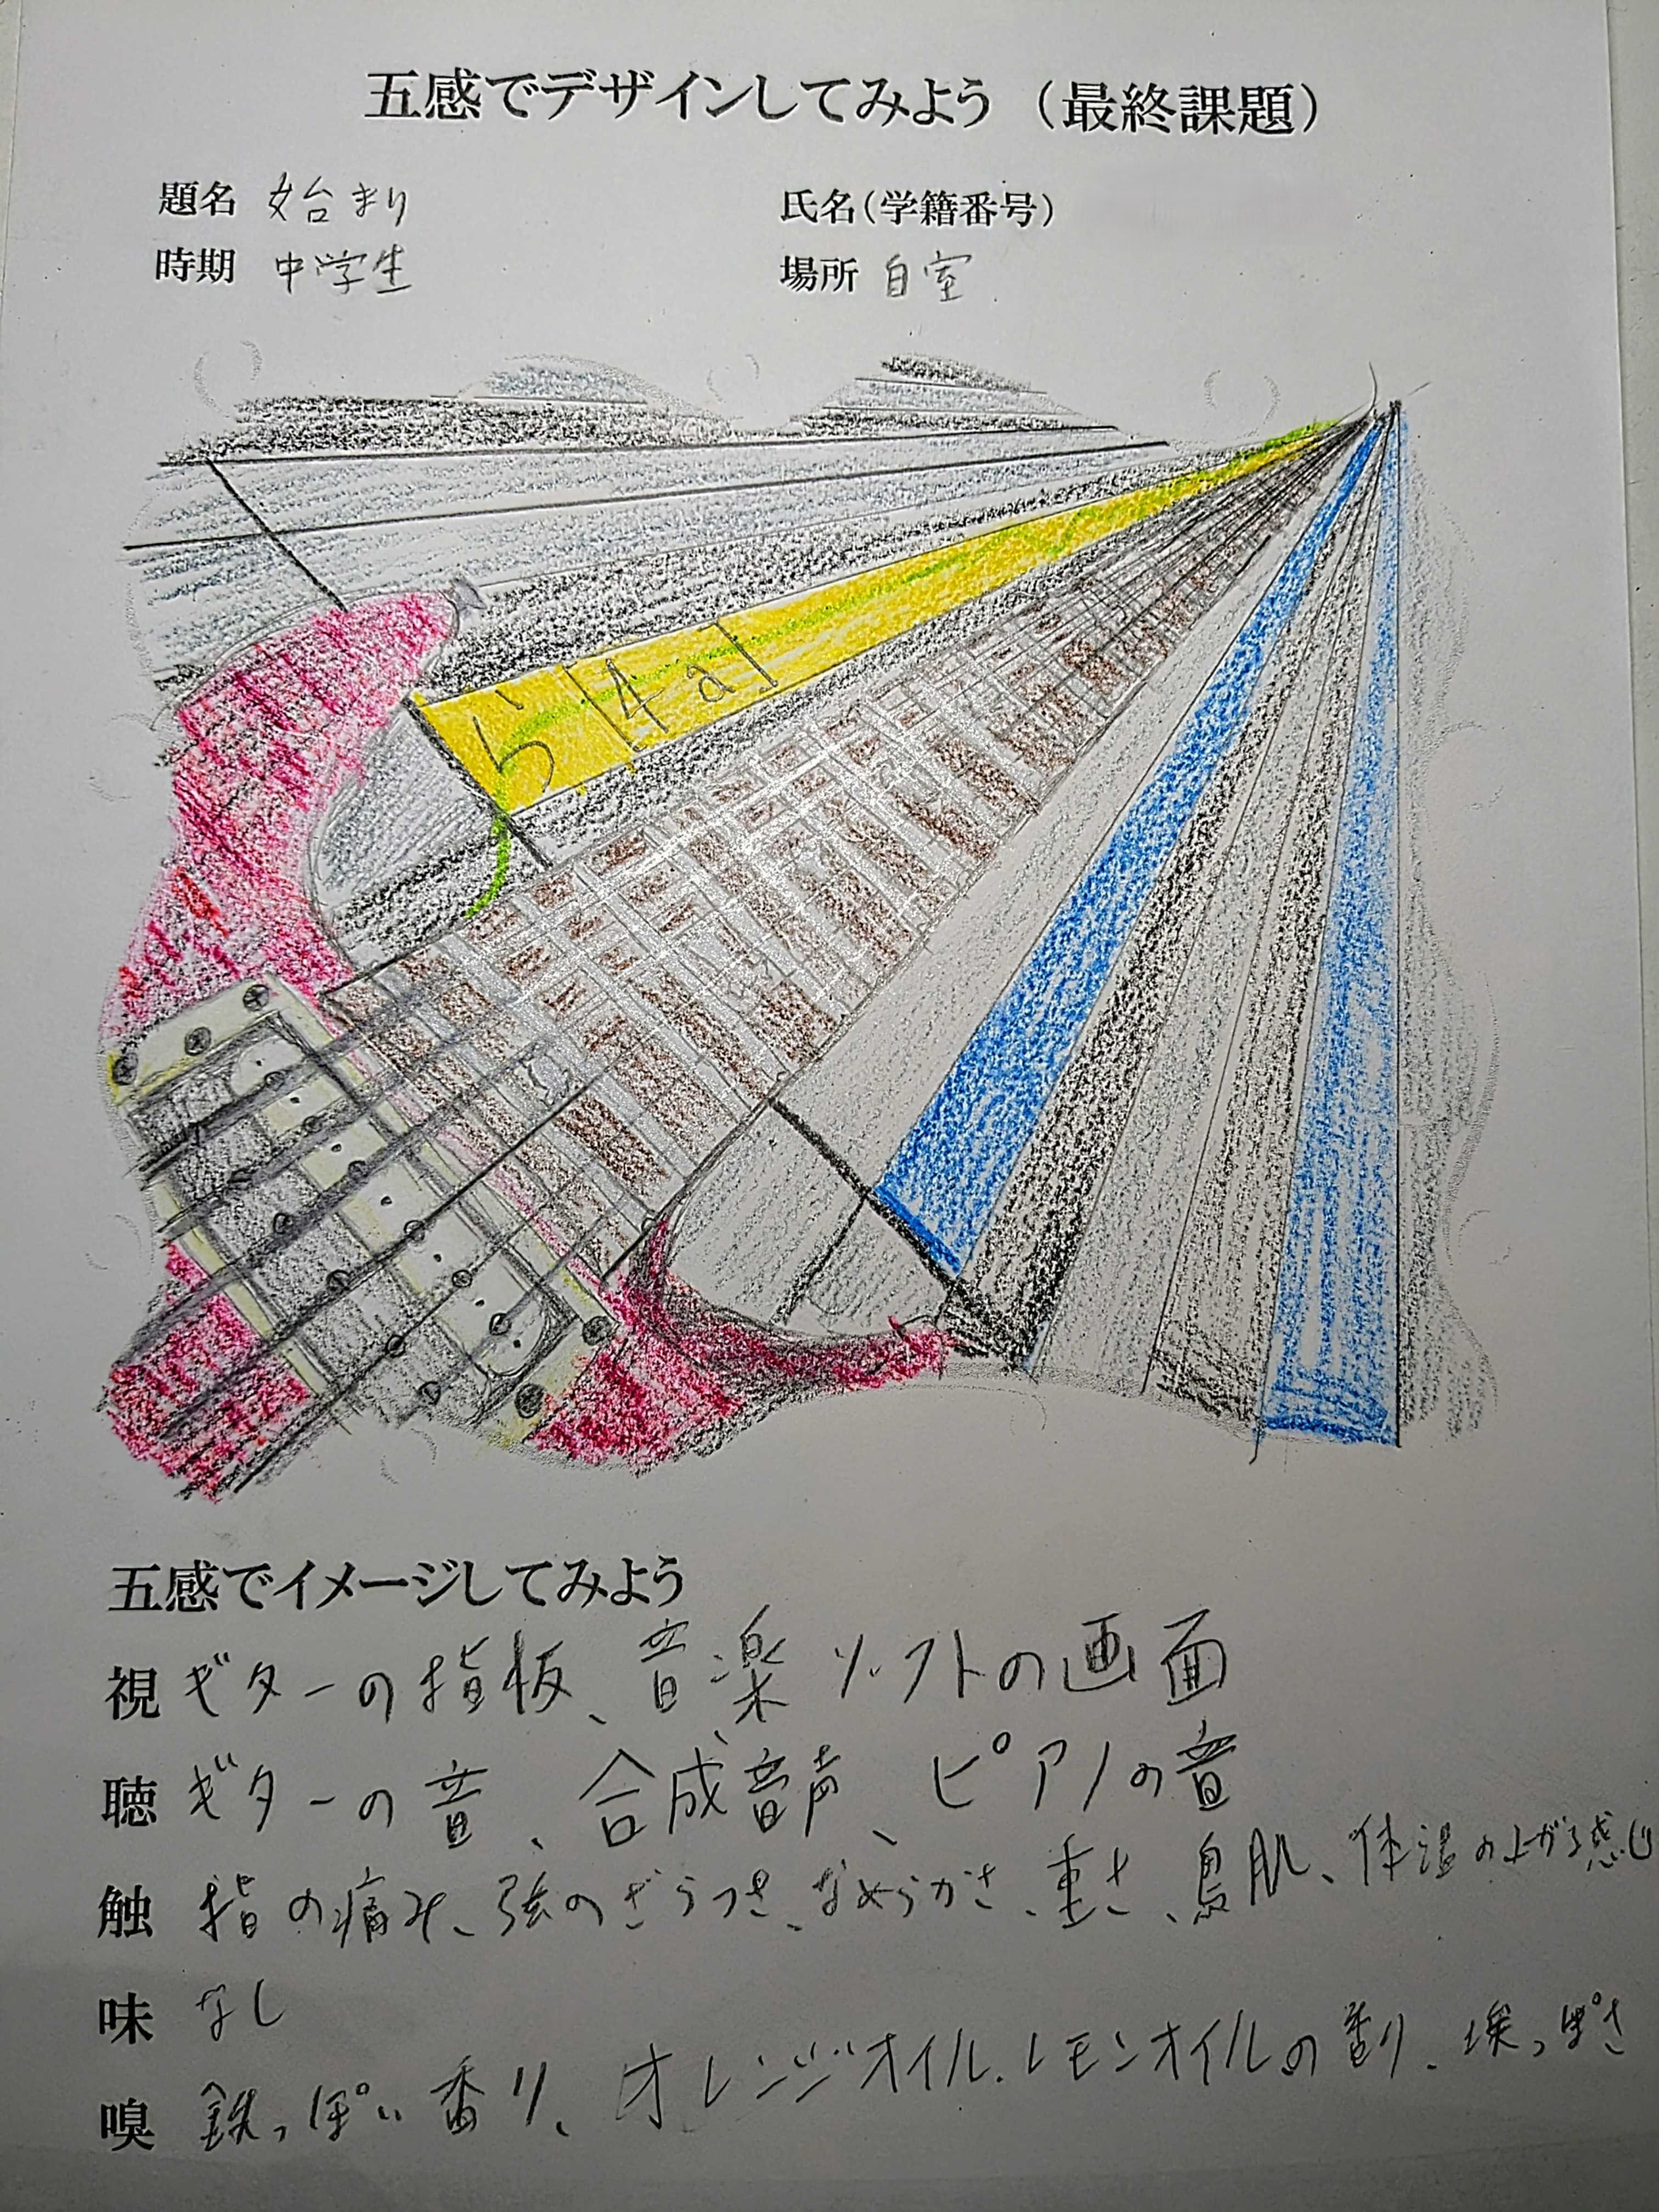 五感でデザインしてみよう（最終課題）
題名 始まり 氏名（学籍番号）
時期 中学生 場所 自室
ら [4 a]
五感でイメージしてみよう
視 ギターの指板、音楽ソフトの画面
聴 ギターの音、合成音声、ピアノの音
触 指の痛み、弦のざらつき、なめらかさ、重さ、鳥肌、体温の上がる感じ
味 なし
嗅 鉄っぽい香り、オレンジオイル、レモンオイルの香り、埃っぽさ